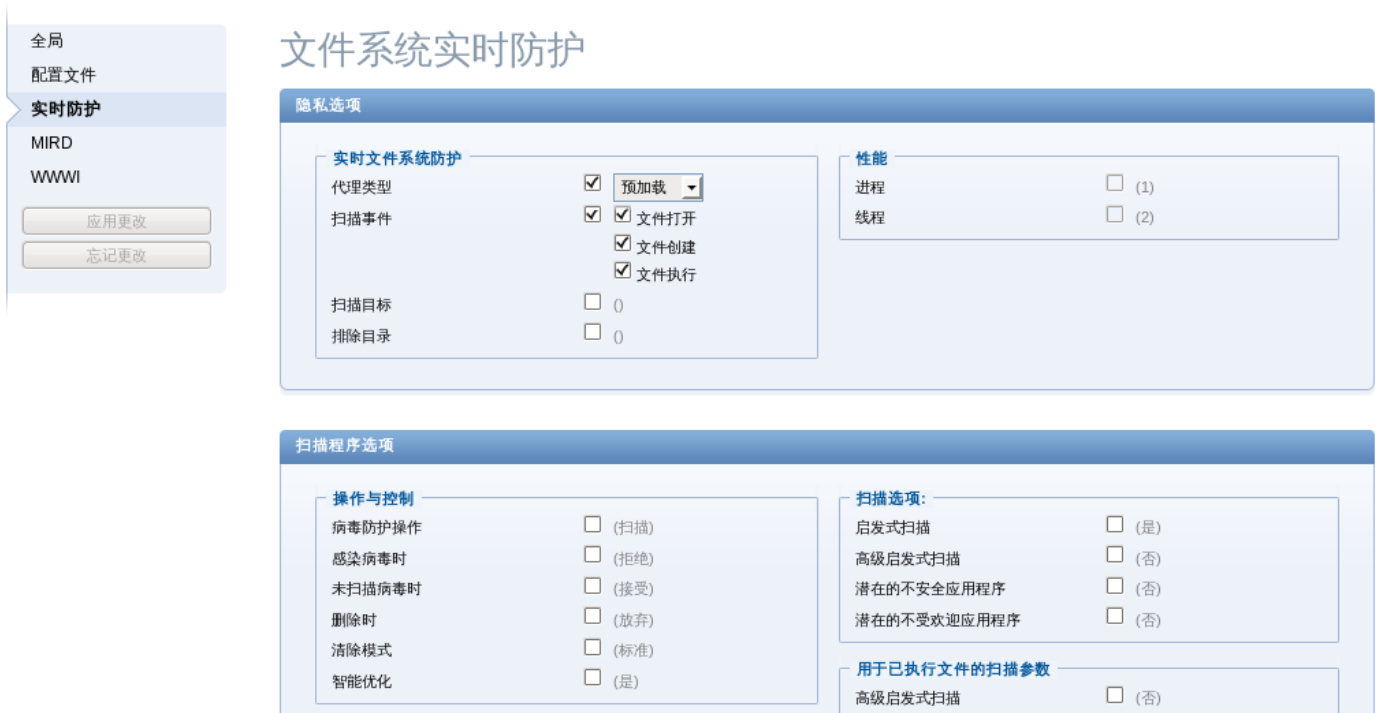 全局
配置文件
实时防护
MIRD
WWWI
应用更改
忘记更改
文件系统实时防护
隐私选项
实时文件系统防护
代理类型 预加载
扫描事件 文件打开
文件创建
文件执行
扫描目标 ()
排除目录 ()
性能
进程 (1)
线程 (2)
扫描程序选项
操作与控制
病毒防护操作 (扫描)
感染病毒时 (拒绝)
未扫描病毒时 (接受)
删除时 (放弃)
清除模式 (标准)
智能优化 (是)
扫描选项:
启发式扫描 (是)
高级启发式扫描 (否)
潜在的不安全应用程序 (否)
潜在的不受欢迎应用程序 (否)
用于已执行文件的扫描参数
高级启发式扫描 (否)